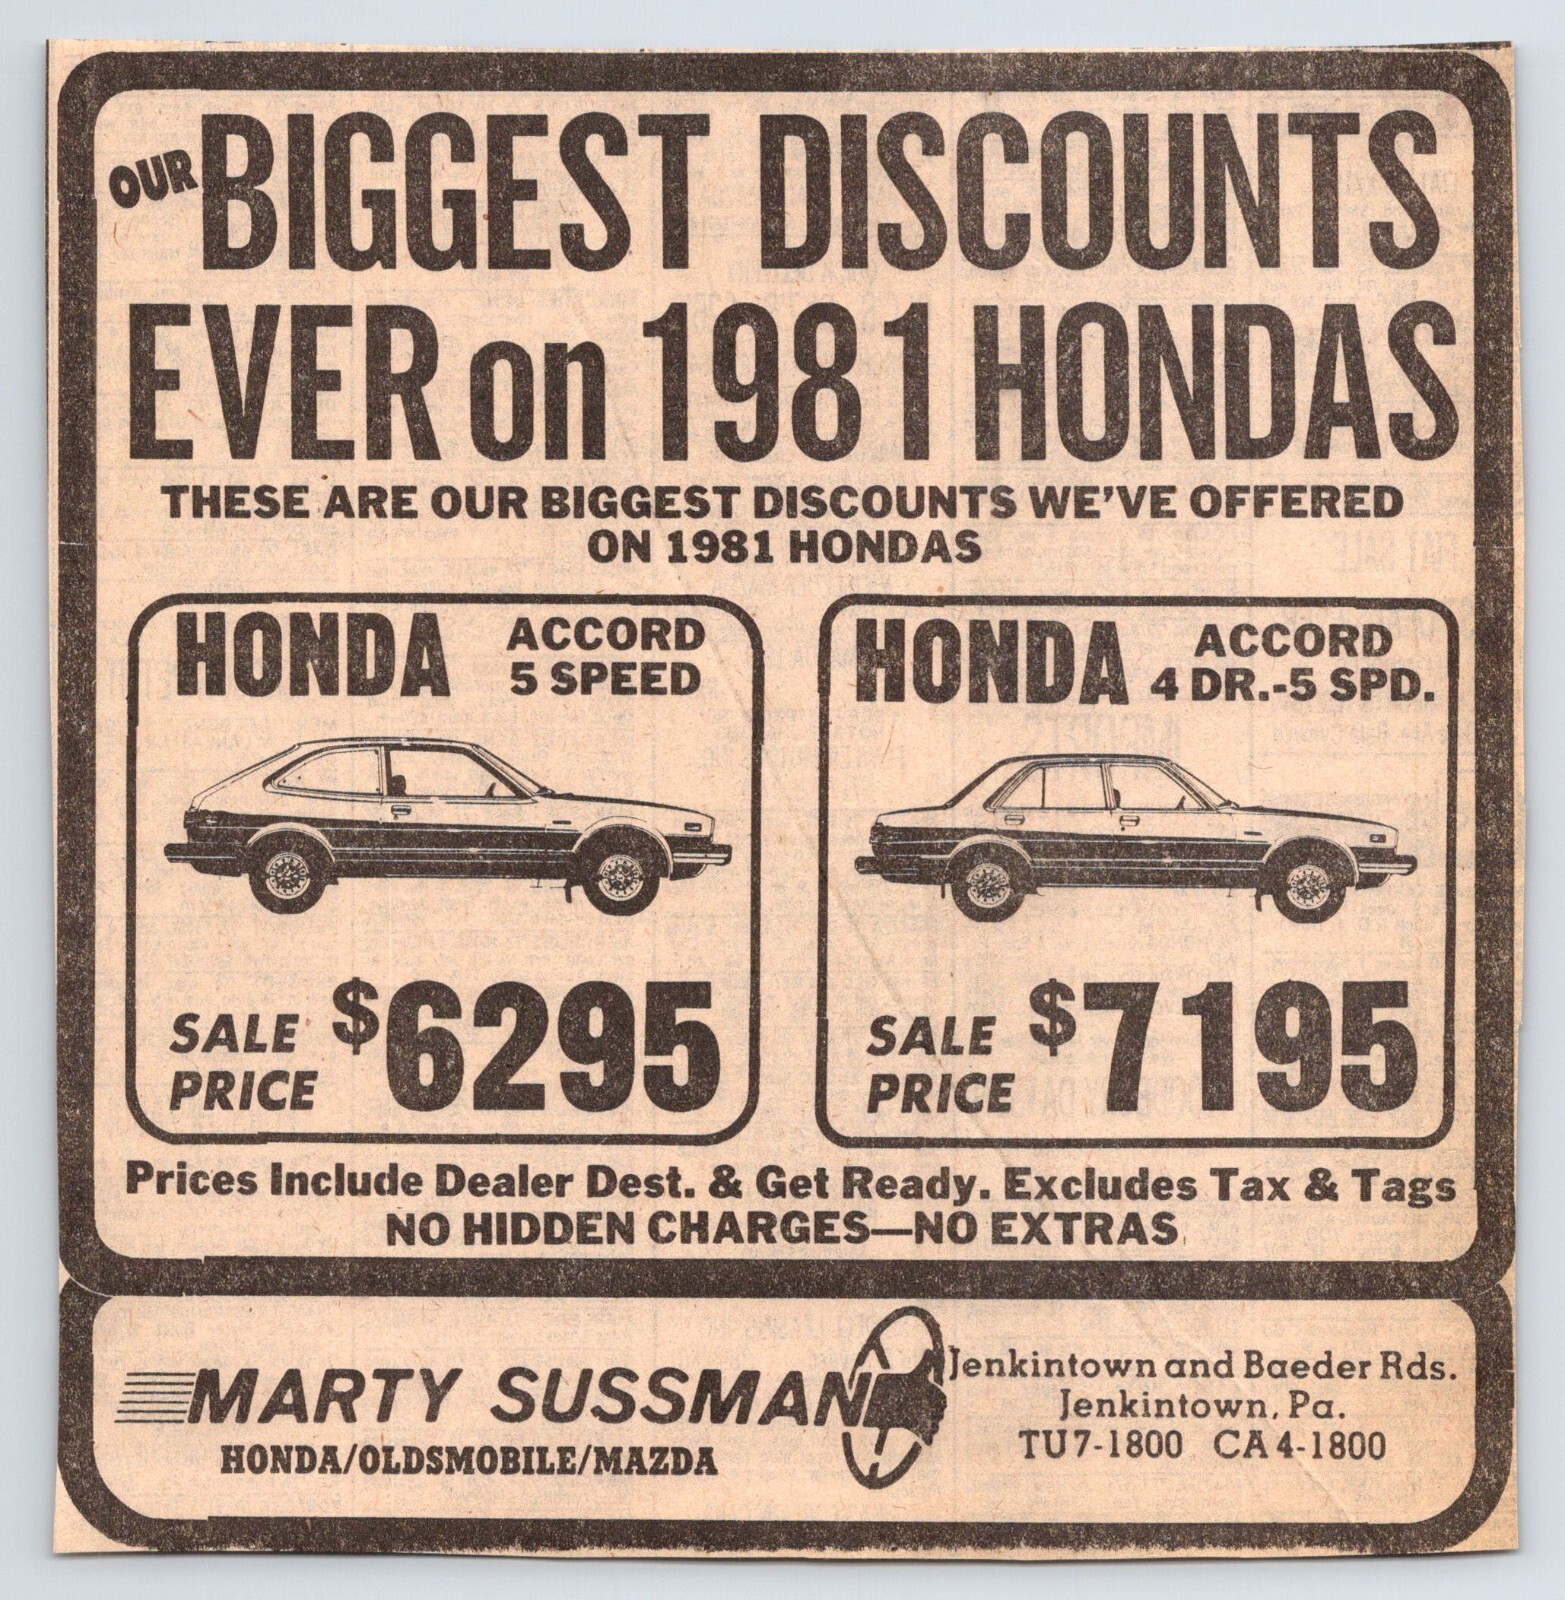 OUR BIGGEST DISCOUNTS
EVER on 1981 HONDAS
THESE ARE OUR BIGGEST DISCOUNTS WE'VE OFFERED
ON 1981 HONDAS
HONDA ACCORD
5 SPEED
SALE
PRICE $6295
HONDA ACCORD
4 DR.-5 SPD.
SALE
PRICE $7195
Prices Include Dealer Dest. & Get Ready. Excludes Tax & Tags
NO HIDDEN CHARGES—NO EXTRAS
MARTY SUSSMAN
HONDA/OLDSMOBILE/MAZDA
Jenkintown and Baeder Rds.
Jenkintown, Pa.
TU7-1800 CA4-1800